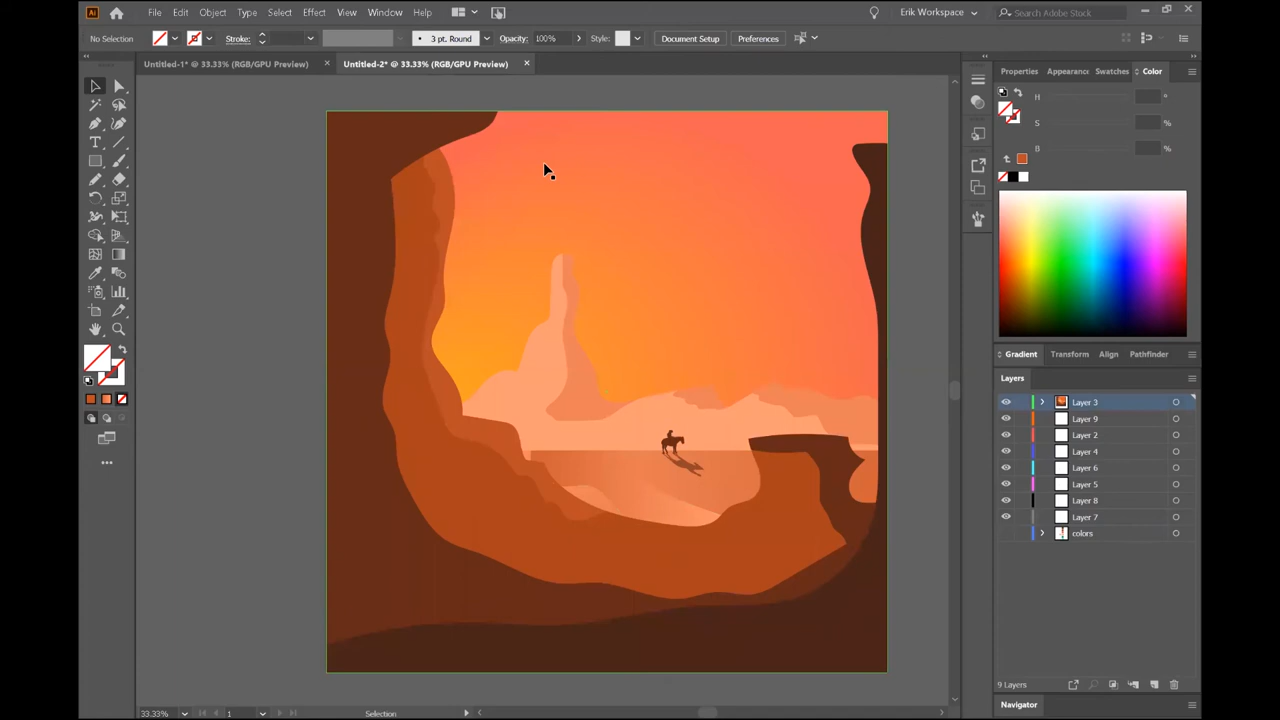 Ai File Edit Object Type Select Effect View Window Help Erik Workspace Search Adobe Stock
No Selection Stroke: 3 pt. Round Opacity: 100% Style: Document Setup Preferences
Untitled-1* @ 33.33% (RGB/GPU Preview) × Untitled-2* @ 33.33% (RGB/GPU Preview) ×
Properties Appearance Swatches Color
H °
S %
B %
Gradient Transform Align Pathfinder
Layers
Layer 3
Layer 9
Layer 2
Layer 4
Layer 6
Layer 5
Layer 8
Layer 7
colors
9 Layers
Navigator
33.33% 1 Selection